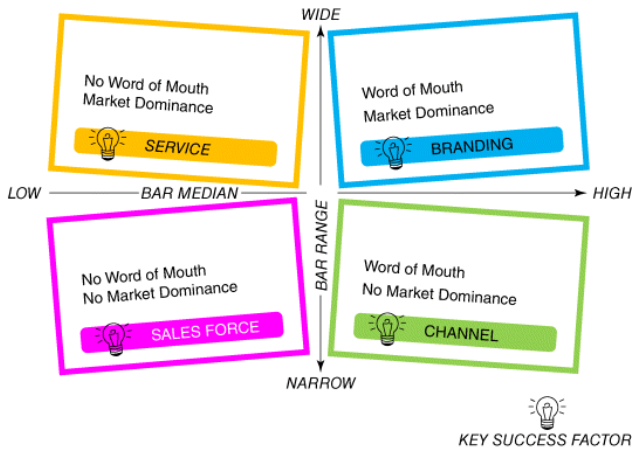 WIDE
No Word of Mouth
Market Dominance
SERVICE
Word of Mouth
Market Dominance
BRANDING
LOW
BAR MEDIAN
HIGH
BAR RANGE
No Word of Mouth
No Market Dominance
SALES FORCE
Word of Mouth
No Market Dominance
CHANNEL
NARROW
KEY SUCCESS FACTOR